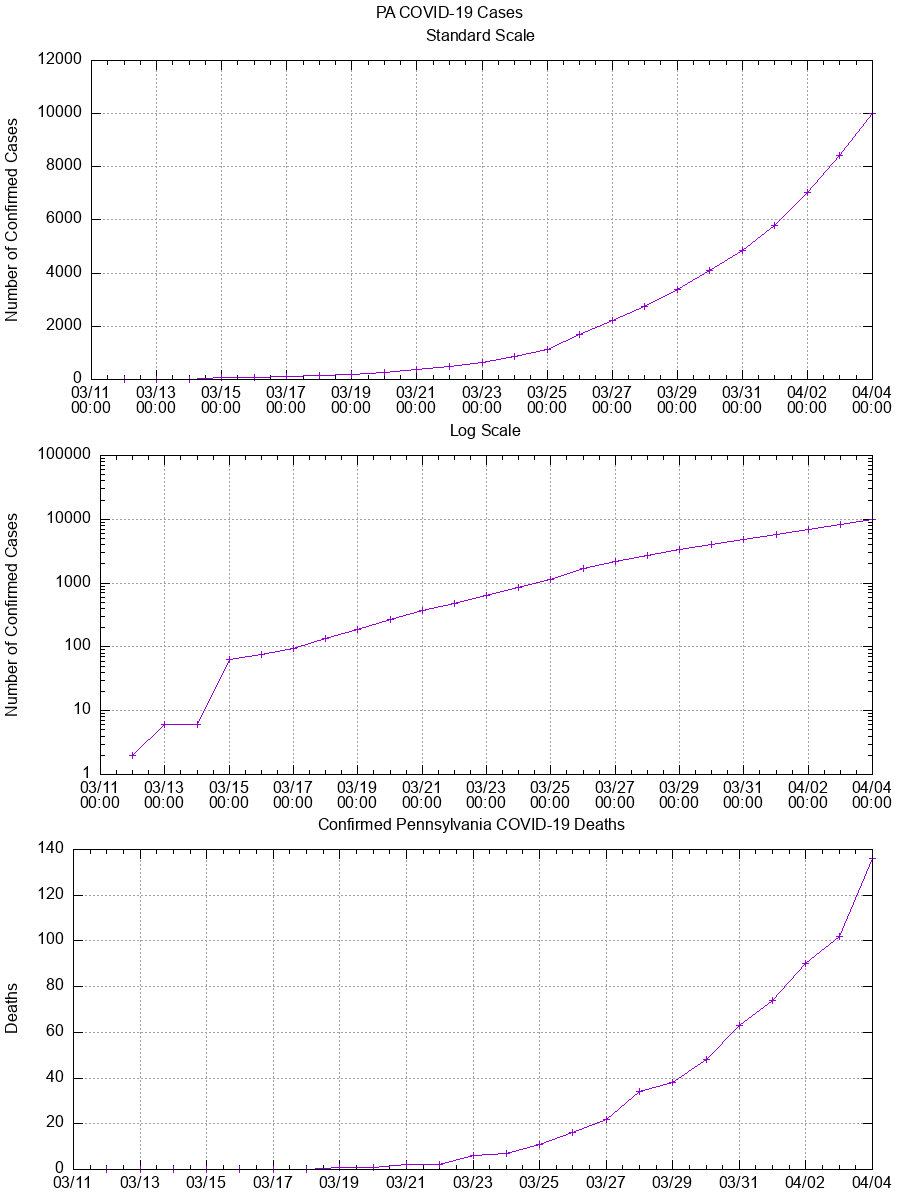 PA COVID-19 Cases
Standard Scale
12000
10000
8000
6000
4000
2000
0
Number of Confirmed Cases
03/11 03/13 03/15 03/17 03/19 03/21 03/23 03/25 03/27 03/29 03/31 04/02 04/04
00:00 00:00 00:00 00:00 00:00 00:00 00:00 00:00 00:00 00:00 00:00 00:00 00:00
Log Scale
100000
10000
1000
100
10
1
Number of Confirmed Cases
03/11 03/13 03/15 03/17 03/19 03/21 03/23 03/25 03/27 03/29 03/31 04/02 04/04
00:00 00:00 00:00 00:00 00:00 00:00 00:00 00:00 00:00 00:00 00:00 00:00 00:00
Confirmed Pennsylvania COVID-19 Deaths
140
120
100
80
60
40
20
0
Deaths
03/11 03/13 03/15 03/17 03/19 03/21 03/23 03/25 03/27 03/29 03/31 04/02 04/04